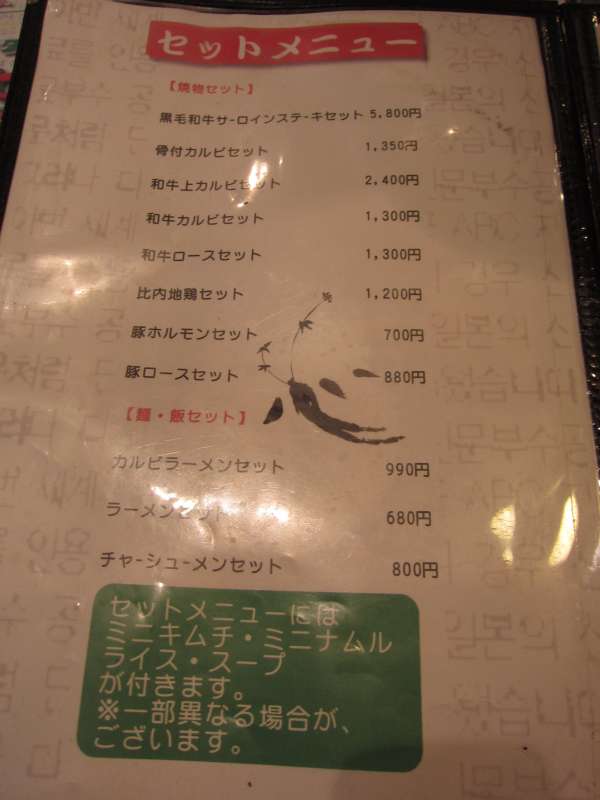 セットメニュー
【焼物セット】
黒毛和牛サーロインステーキセット 5,800円
骨付カルビセット 1,350円
和牛上カルビセット 2,400円
和牛カルビセット 1,300円
和牛ロースセット 1,300円
比内地鶏セット 1,200円
豚ホルモンセット 700円
豚ロースセット 880円
【麺・飯セット】
カルビラーメンセット 990円
ラーメンセット 680円
チャーシューメンセット 800円
セットメニューには
ミニキムチ・ミニナムル
ライス・スープ
が付きます。
※一部異なる場合が、
ございます。